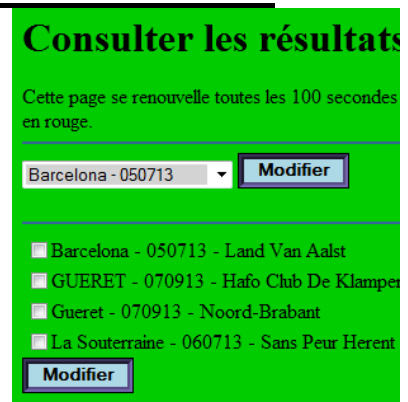 Consulter les résultats
Cette page se renouvelle toutes les 100 secondes
en rouge.
Barcelona - 050713
Modifier
Barcelona - 050713 - Land Van Aalst
GUERET - 070913 - Hafo Club De Klamper
Gueret - 070913 - Noord-Brabant
La Souterraine - 060713 - Sans Peur Herent
Modifier